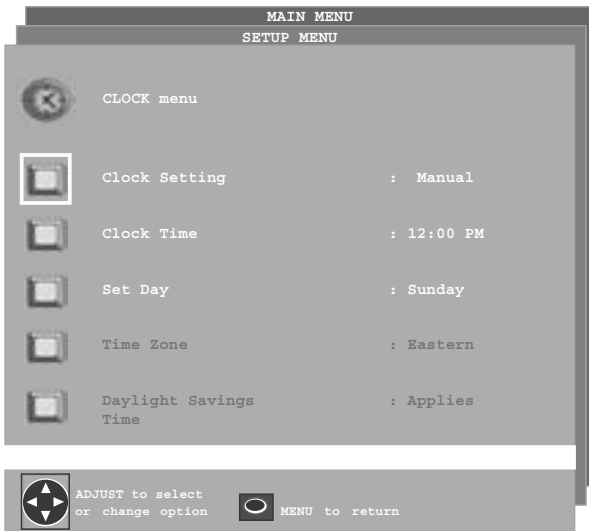 MAIN MENU
SETUP MENU
CLOCK menu
Clock Setting : Manual
Clock Time : 12:00 PM
Set Day : Sunday
Time Zone : Eastern
Daylight Savings : Applies
Time
ADJUST to select
or change option
MENU to return